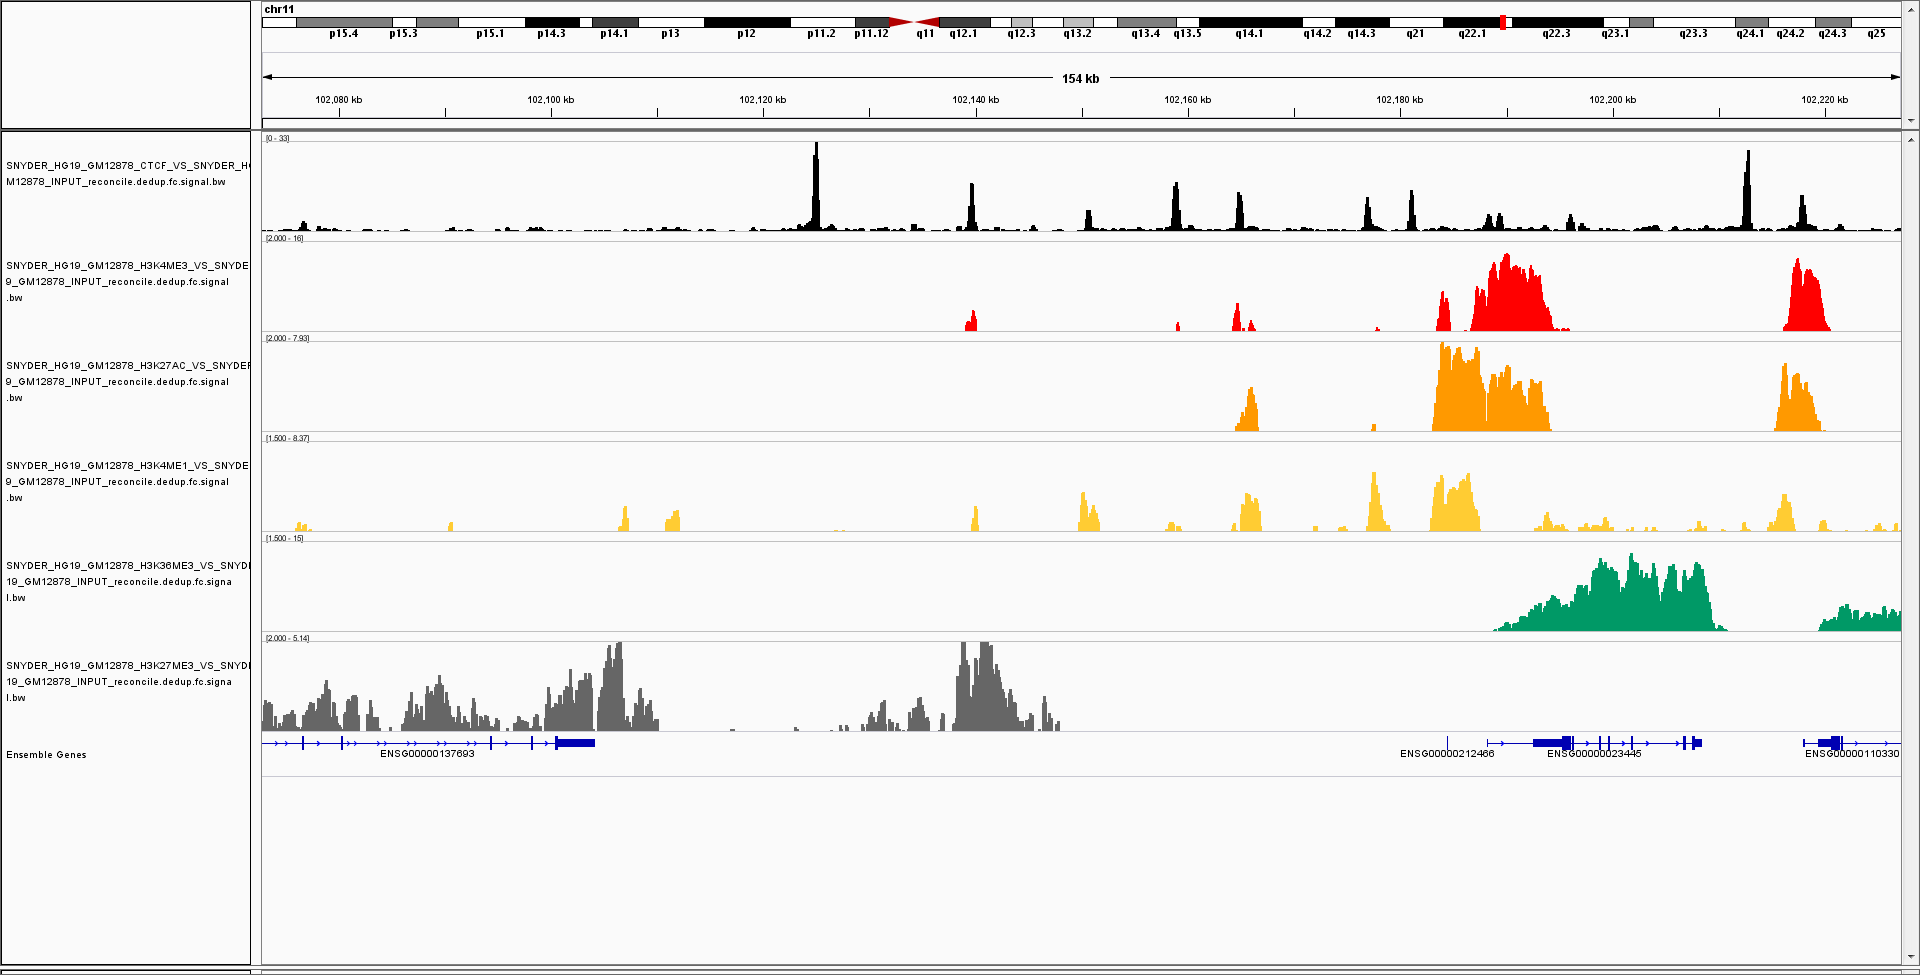 chr11
p15.4 p15.3 p15.1 p14.3 p14.1 p13 p12 p11.2 p11.12 q11 q12.1 q12.3 q13.2 q13.4 q13.5 q14.1 q14.2 q14.3 q21 q22.1 q22.3 q23.1 q23.3 q24.1 q24.2 q24.3 q25
154 kb
102,080 kb 102,100 kb 102,120 kb 102,140 kb 102,160 kb 102,180 kb 102,200 kb 102,220 kb
[0 - 33]
SNYDER_HG19_GM12878_CTCF_VS_SNYDER_H
M12878_INPUT_reconcile.dedup.fc.signal.bw
[2.000 - 16]
SNYDER_HG19_GM12878_H3K4ME3_VS_SNYDE
9_GM12878_INPUT_reconcile.dedup.fc.signal
.bw
[2.000 - 7.93]
SNYDER_HG19_GM12878_H3K27AC_VS_SNYDER
9_GM12878_INPUT_reconcile.dedup.fc.signal
.bw
[1.500 - 8.37]
SNYDER_HG19_GM12878_H3K4ME1_VS_SNYDE
9_GM12878_INPUT_reconcile.dedup.fc.signal
.bw
[1.500 - 15]
SNYDER_HG19_GM12878_H3K36ME3_VS_SNYD
19_GM12878_INPUT_reconcile.dedup.fc.signa
l.bw
[2.000 - 5.14]
SNYDER_HG19_GM12878_H3K27ME3_VS_SNYD
19_GM12878_INPUT_reconcile.dedup.fc.signa
l.bw
Ensemble Genes
ENSG00000137693 ENSG00000212466 ENSG00000023445 ENSG00000110330